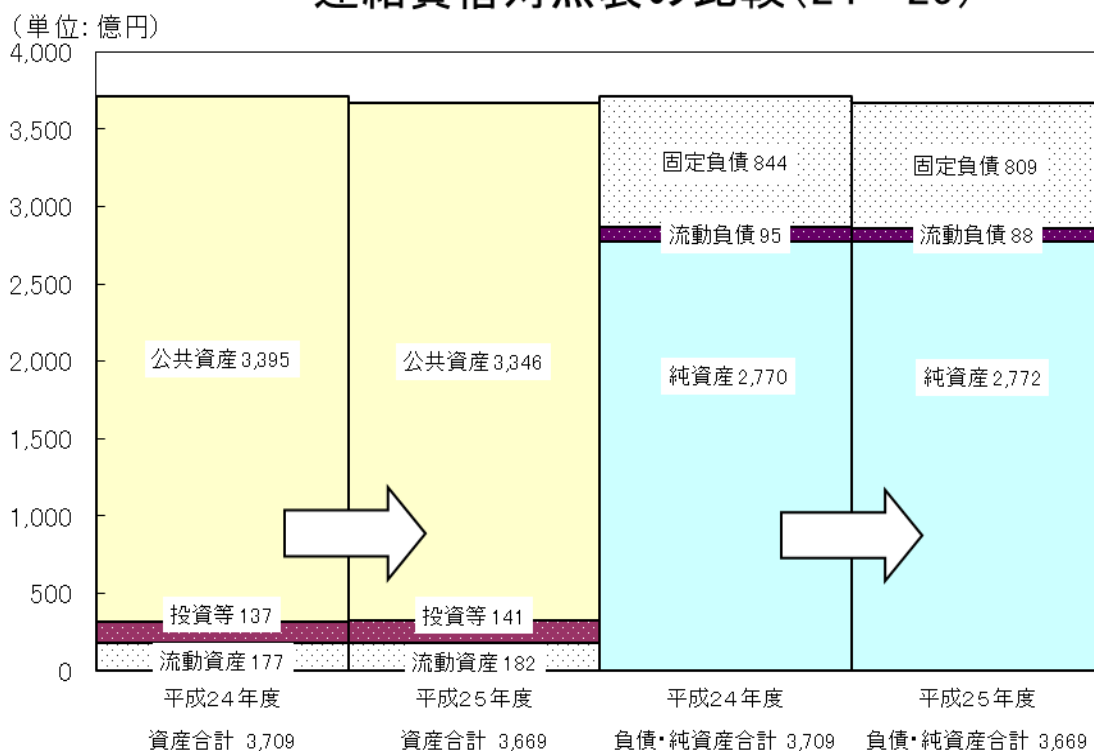 (単位:億円)
4,000
3,500
3,000
2,500
2,000
1,500
1,000
500
0
固定負債 844
固定負債 809
流動負債 95
流動負債 88
公共資産 3,395
公共資産 3,346
純資産 2,770
純資産 2,772
投資等 137
投資等 141
流動資産 177
流動資産 182
平成24年度
平成25年度
平成24年度
平成25年度
資産合計 3,709
資産合計 3,669
負債・純資産合計 3,709
負債・純資産合計 3,669